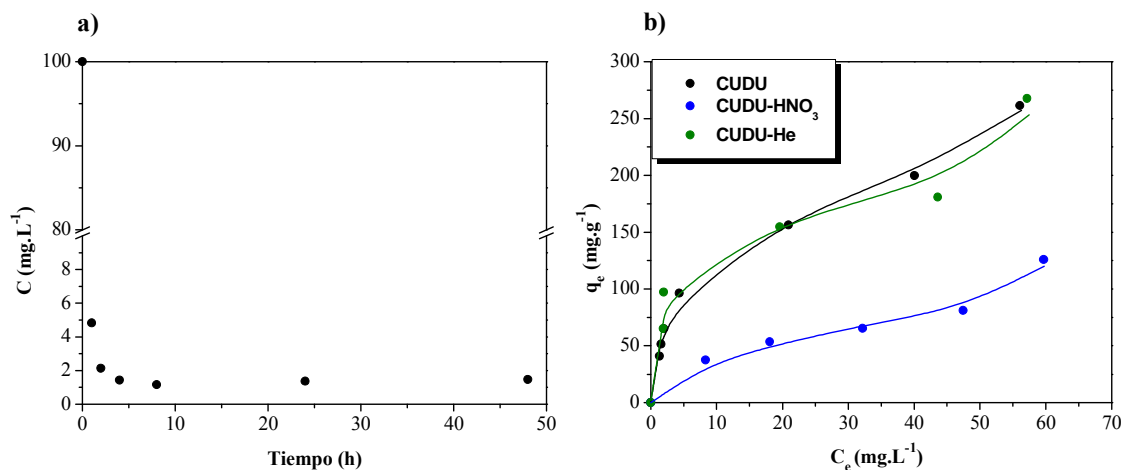 a)
100
80
8
6
4
2
0
0 10 20 30 40 50
C (mg.L⁻¹)
Tiempo (h)
b)
300
250
200
150
100
50
0
0 10 20 30 40 50 60 70
qₑ (mg.g⁻¹)
Cₑ (mg.L⁻¹)
CUDU
CUDU-HNO₃
CUDU-He